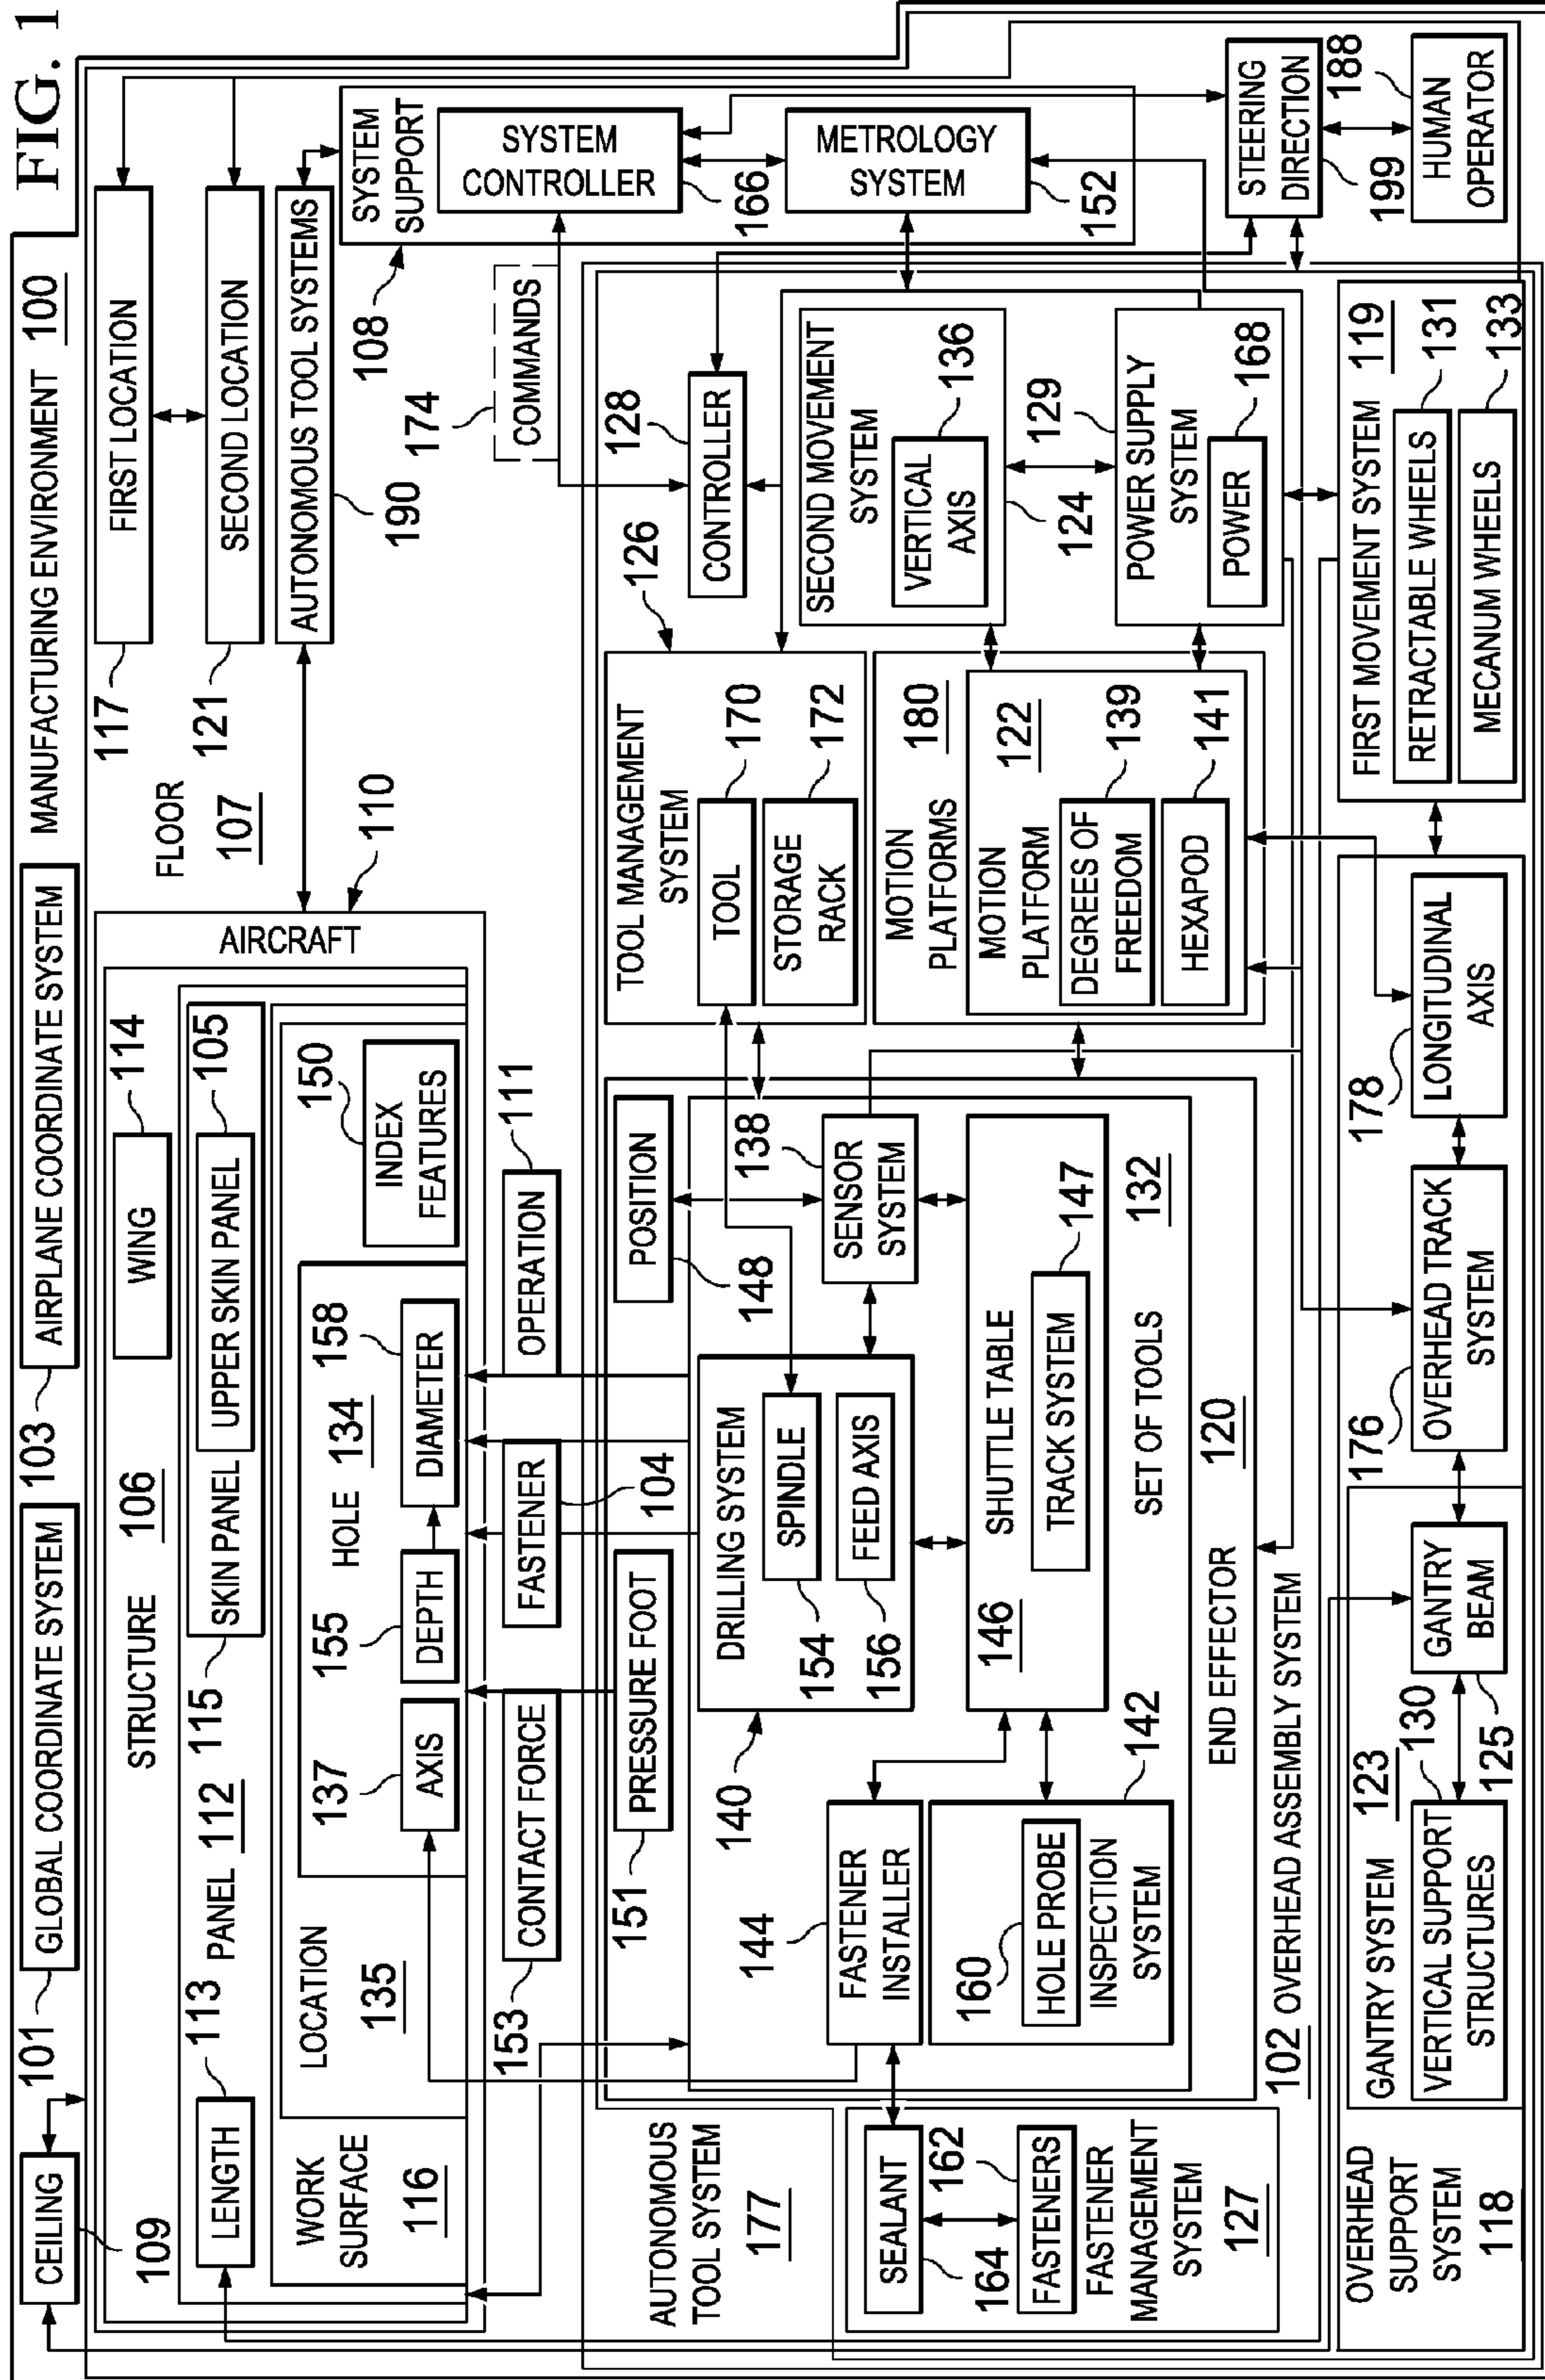 FIG. 1
MANUFACTURING ENVIRONMENT 100
CEILING
109
101
GLOBAL COORDINATE SYSTEM
103
AIRPLANE COORDINATE SYSTEM
FLOOR
107
117
FIRST LOCATION
121
SECOND LOCATION
190
AUTONOMOUS TOOL SYSTEMS
AIRCRAFT
110
STRUCTURE
106
WING
114
113
LENGTH
PANEL 112
115
SKIN PANEL
UPPER SKIN PANEL
105
WORK
SURFACE
116
LOCATION
135
HOLE 134
137
AXIS
155
DEPTH
158
DIAMETER
150
INDEX
FEATURES
153
CONTACT FORCE
FASTENER
104
OPERATION
111
151
PRESSURE FOOT
POSITION
148
108
SYSTEM
SUPPORT
SYSTEM
CONTROLLER
166
METROLOGY
SYSTEM
152
174
COMMANDS
STEERING
DIRECTION
199
188
HUMAN
OPERATOR
AUTONOMOUS
TOOL SYSTEM
177
128
CONTROLLER
126
TOOL MANAGEMENT
SYSTEM
TOOL
170
STORAGE
RACK
172
SECOND MOVEMENT
SYSTEM
VERTICAL
AXIS
136
124
129
POWER SUPPLY
SYSTEM
POWER
168
MOTION
PLATFORMS
180
MOTION
PLATFORM
122
DEGREES OF
FREEDOM
139
HEXAPOD
141
138
SENSOR
SYSTEM
140
DRILLING SYSTEM
SPINDLE
154
FEED AXIS
156
SHUTTLE TABLE
146
TRACK SYSTEM
147
SET OF TOOLS
132
144
FASTENER
INSTALLER
142
160
HOLE PROBE
INSPECTION
SYSTEM
END EFFECTOR
120
102 OVERHEAD ASSEMBLY SYSTEM
SEALANT
164
162
FASTENERS
FASTENER
MANAGEMENT
SYSTEM
127
OVERHEAD
SUPPORT
SYSTEM
118
GANTRY SYSTEM
123
VERTICAL SUPPORT
STRUCTURES
130
GANTRY
BEAM
125
176
OVERHEAD TRACK
SYSTEM
178
LONGITUDINAL
AXIS
FIRST MOVEMENT SYSTEM
119
RETRACTABLE WHEELS
131
MECANUM WHEELS
133